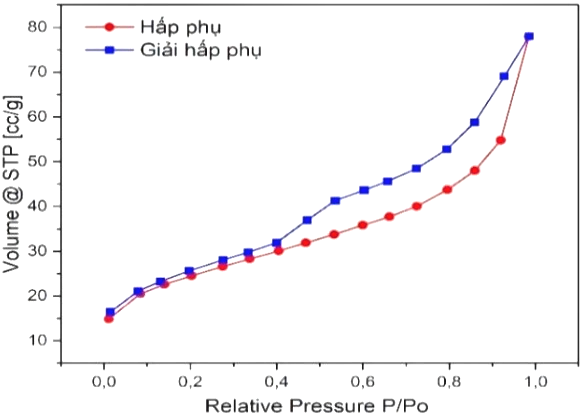 Hấp phụ
Giải hấp phụ
Volume @ STP [cc/g]
80
70
60
50
40
30
20
10
0,0 0,2 0,4 0,6 0,8 1,0
Relative Pressure P/Po